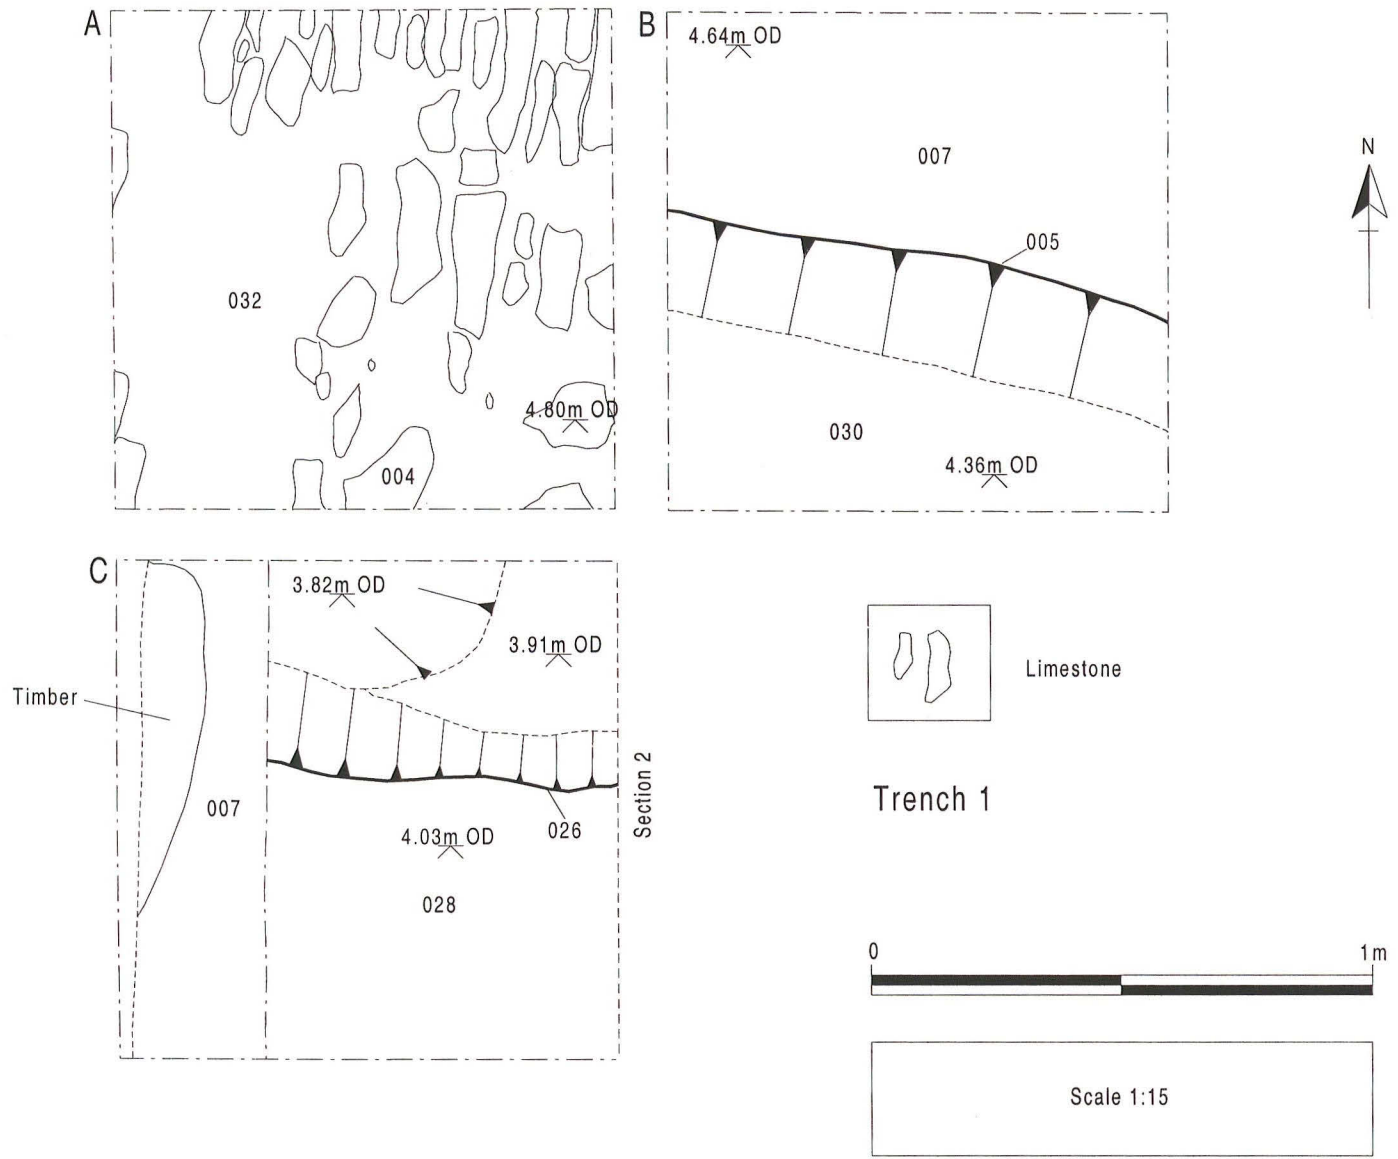 A
032
4.80m OD
004
B
4.64m OD
007
005
030
4.36m OD
N
C
3.82m OD
3.91m OD
Timber
007
4.03m OD
026
028
Section 2
Limestone
Trench 1
0 1m
Scale 1:15